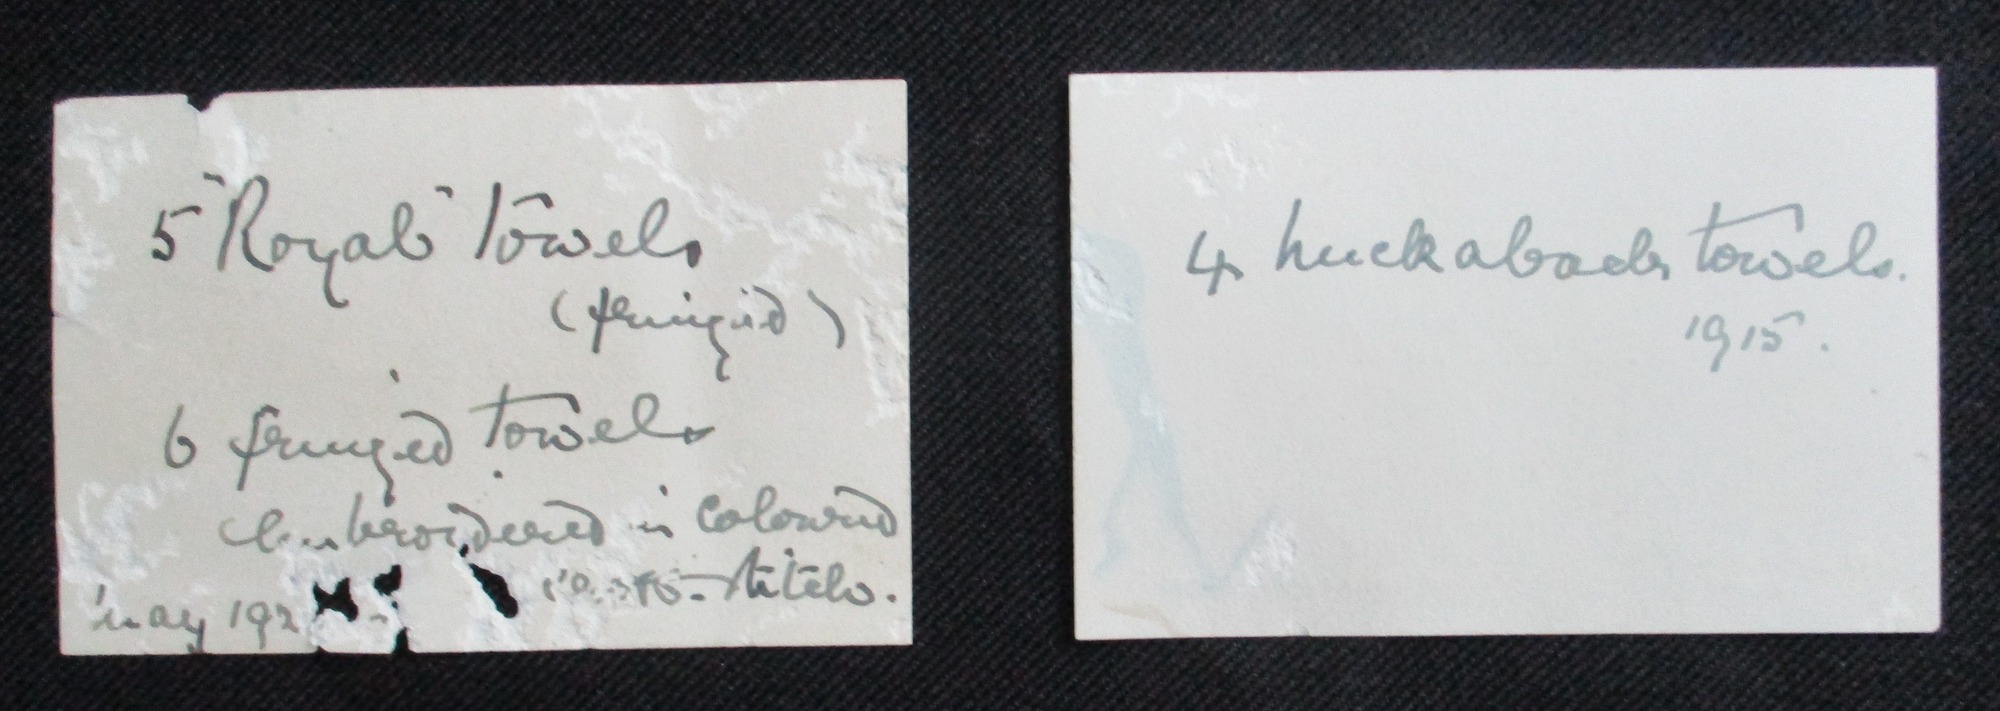 5 "Royal" Towels
(fringed)
6 fringed towels
embroidered in coloured
cross-stitch.
May 192
4 huckaback towels.
1915.